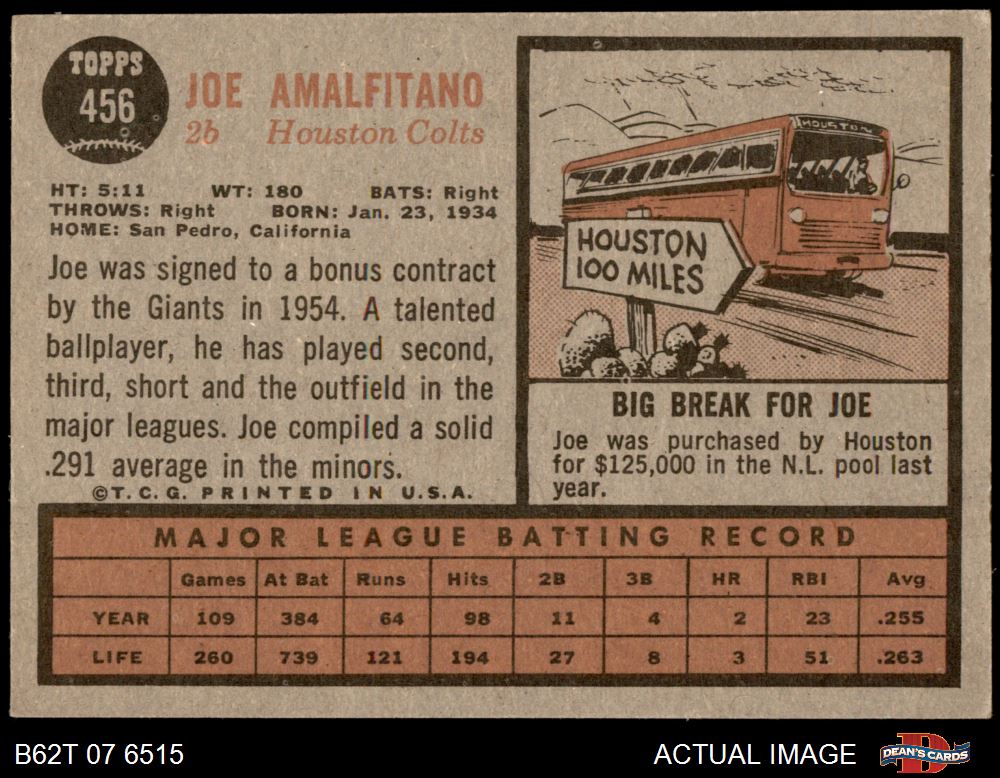 TOPPS
456
JOE AMALFITANO
2b Houston Colts
HT: 5:11 WT: 180 BATS: Right
THROWS: Right BORN: Jan. 23, 1934
HOME: San Pedro, California
Joe was signed to a bonus contract
by the Giants in 1954. A talented
ballplayer, he has played second,
third, short and the outfield in the
major leagues. Joe compiled a solid
.291 average in the minors.
©T.C.G. PRINTED IN U.S.A.
HOUSTON
HOUSTON
100 MILES
BIG BREAK FOR JOE
Joe was purchased by Houston
for $125,000 in the N.L. pool last
year.
MAJOR LEAGUE BATTING RECORD
Games At Bat Runs Hits 2B 3B HR RBI Avg.
YEAR 109 384 64 98 11 4 2 23 .255
LIFE 260 739 121 194 27 8 3 51 .263
B62T 07 6515
ACTUAL IMAGE
DEAN'S CARDS